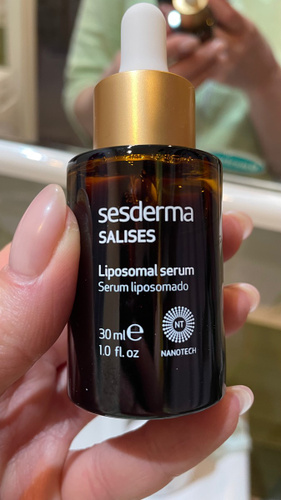 sesderma
SALISES
Liposomal serum
Serum liposomado
30 ml ℮
1.0 fl. oz
NT
NANOTECH